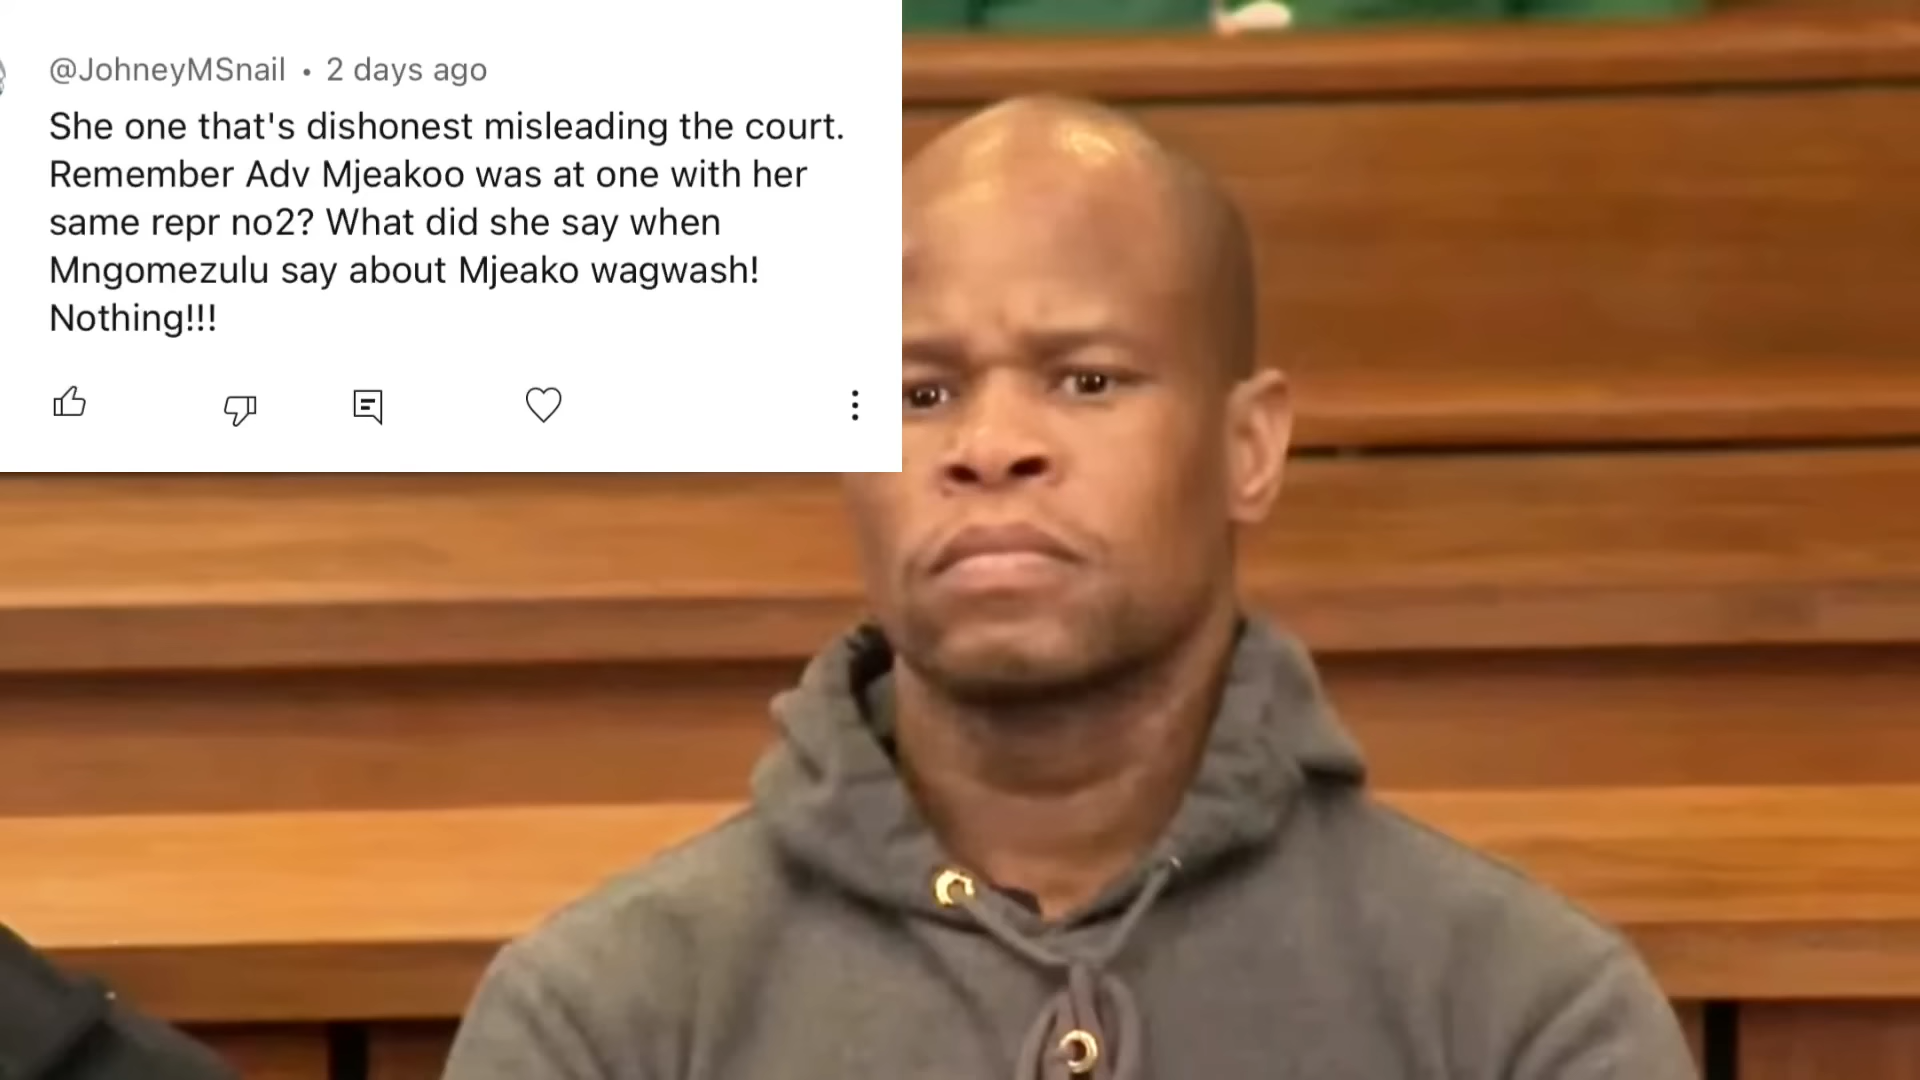 @JohneyMSnail • 2 days ago
She one that's dishonest misleading the court.
Remember Adv Mjeakoo was at one with her
same repr no2? What did she say when
Mngomezulu say about Mjeako wagwash!
Nothing!!!